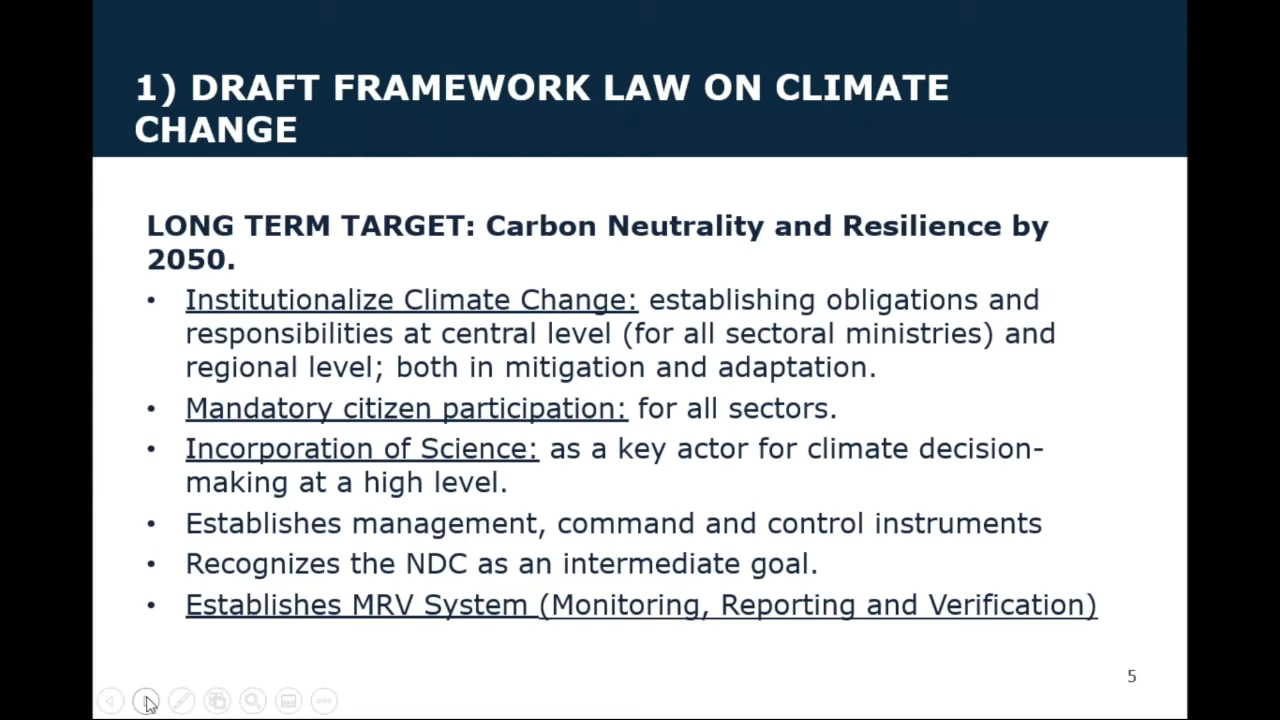 1) DRAFT FRAMEWORK LAW ON CLIMATE
CHANGE
LONG TERM TARGET: Carbon Neutrality and Resilience by
2050.
• Institutionalize Climate Change: establishing obligations and
responsibilities at central level (for all sectoral ministries) and
regional level; both in mitigation and adaptation.
• Mandatory citizen participation: for all sectors.
• Incorporation of Science: as a key actor for climate decision-
making at a high level.
• Establishes management, command and control instruments
• Recognizes the NDC as an intermediate goal.
• Establishes MRV System (Monitoring, Reporting and Verification)
5